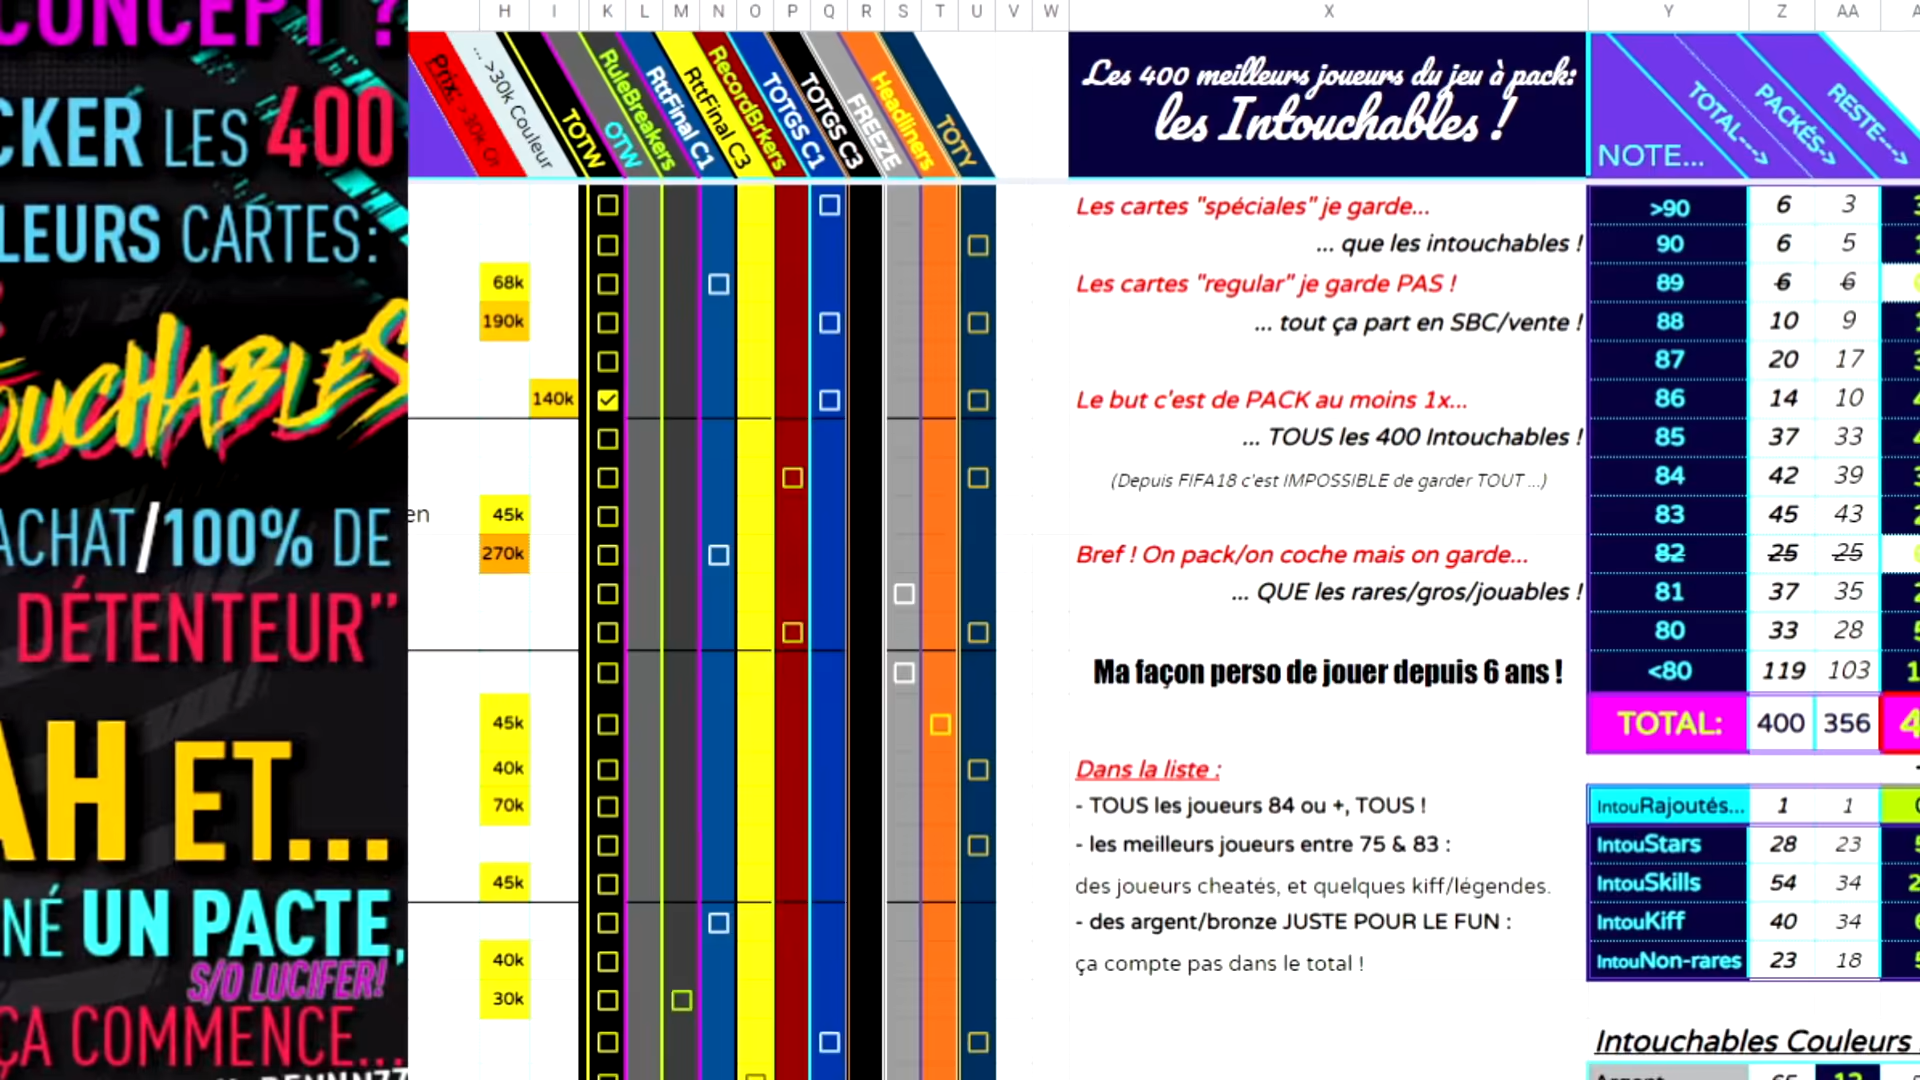 CONCEPT ?
CKER LES 400
LEURS CARTES:
OUCHABLES
ACHAT/100% DE
DÉTENTEUR”
AH ET...
NÉ UN PACTE,
S/O LUCIFER!
ÇA COMMENCE...
H I K L M N O P Q R S T U V W X Y Z AA
Prix: >30k Or
... >30k Couleur
TOTW
OTW
RuleBreakers
RttFinal C1
RttFinal C3
RecordBrkers
TOTGS C1
TOTGS C3
FREEZE
Headliners
TOTY
68k
190k
140k
45k
en
270k
45k
40k
70k
45k
40k
30k
Les 400 meilleurs joueurs du jeu à pack:
les Intouchables !
Les cartes "spéciales" je garde...
... que les intouchables !
Les cartes "regular" je garde PAS !
... tout ça part en SBC/vente !
Le but c'est de PACK au moins 1x...
... TOUS les 400 Intouchables !
(Depuis FIFA18 c'est IMPOSSIBLE de garder TOUT ...)
Bref ! On pack/on coche mais on garde...
... QUE les rares/gros/jouables !
Ma façon perso de jouer depuis 6 ans !
Dans la liste :
- TOUS les joueurs 84 ou +, TOUS !
- les meilleurs joueurs entre 75 & 83 :
des joueurs cheatés, et quelques kiff/légendes.
- des argent/bronze JUSTE POUR LE FUN :
ça compte pas dans le total !
NOTE... TOTAL---> PACKÉS-> RESTE--->
>90 6 3
90 6 5
89 6 6
88 10 9
87 20 17
86 14 10
85 37 33
84 42 39
83 45 43
82 25 25
81 37 35
80 33 28
<80 119 103
TOTAL: 400 356
IntouRajoutés... 1 1
IntouStars 28 23
IntouSkills 54 34
IntouKiff 40 34
IntouNon-rares 23 18
Intouchables Couleurs